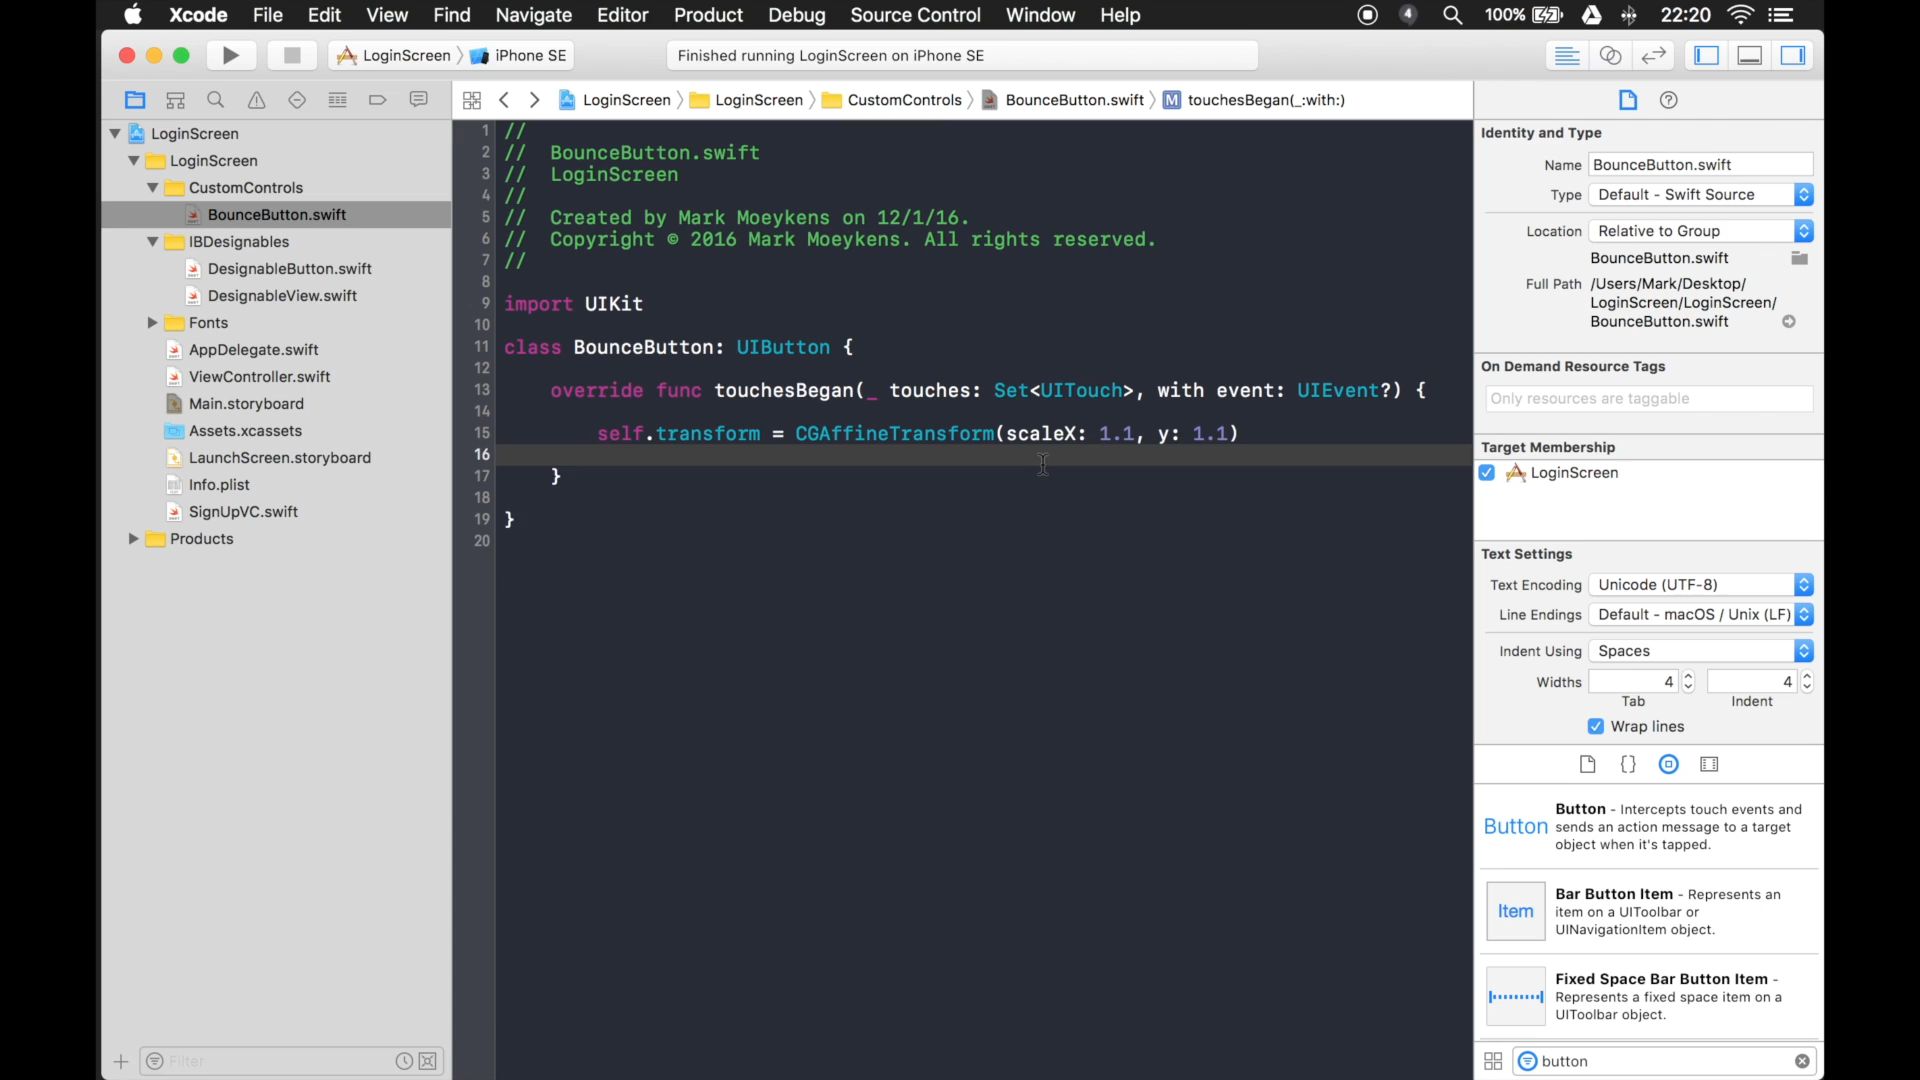 Xcode File Edit View Find Navigate Editor Product Debug Source Control Window Help 4 100% 22:20
LoginScreen iPhone SE
Finished running LoginScreen on iPhone SE
LoginScreen LoginScreen CustomControls BounceButton.swift M touchesBegan(_:with:)
LoginScreen
LoginScreen
CustomControls
BounceButton.swift
IBDesignables
DesignableButton.swift
DesignableView.swift
Fonts
AppDelegate.swift
ViewController.swift
Main.storyboard
Assets.xcassets
LaunchScreen.storyboard
Info.plist
SignUpVC.swift
Products
Filter
1 //
2 // BounceButton.swift
3 // LoginScreen
4 //
5 // Created by Mark Moeykens on 12/1/16.
6 // Copyright © 2016 Mark Moeykens. All rights reserved.
7 //
8
9 import UIKit
10
11 class BounceButton: UIButton {
12
13 override func touchesBegan(_ touches: Set<UITouch>, with event: UIEvent?) {
14
15 self.transform = CGAffineTransform(scaleX: 1.1, y: 1.1)
16
17 }
18
19 }
20
Identity and Type
Name BounceButton.swift
Type Default - Swift Source
Location Relative to Group
BounceButton.swift
Full Path /Users/Mark/Desktop/
LoginScreen/LoginScreen/
BounceButton.swift
On Demand Resource Tags
Only resources are taggable
Target Membership
LoginScreen
Text Settings
Text Encoding Unicode (UTF-8)
Line Endings Default - macOS / Unix (LF)
Indent Using Spaces
Widths 4 4
Tab Indent
Wrap lines
{}
Button
Button - Intercepts touch events and
sends an action message to a target
object when it's tapped.
Item
Bar Button Item - Represents an
item on a UIToolbar or
UINavigationItem object.
Fixed Space Bar Button Item -
Represents a fixed space item on a
UIToolbar object.
button